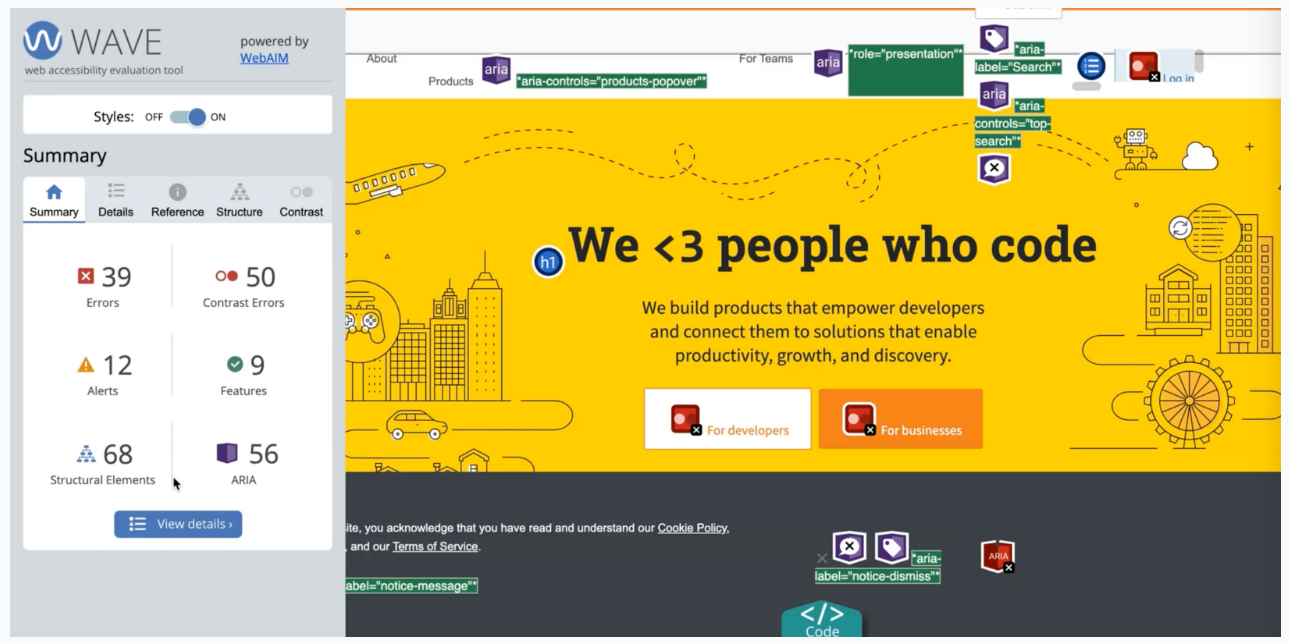 WAVE
web accessibility evaluation tool
powered by
WebAIM
Styles: OFF ON
Summary
Summary Details Reference Structure Contrast
39
Errors
50
Contrast Errors
12
Alerts
9
Features
68
Structural Elements
56
ARIA
View details ›
About
Products
aria
*aria-controls="products-popover"*
For Teams
aria
*role="presentation"*
*aria-
label="Search"*
aria
*aria-
controls="top-
search"*
Log in
h1
We <3 people who code
We build products that empower developers
and connect them to solutions that enable
productivity, growth, and discovery.
For developers
For businesses
ite, you acknowledge that you have read and understand our Cookie Policy,
, and our Terms of Service.
abel="notice-message"*
*aria-
label="notice-dismiss"*
ARIA
</>
Code